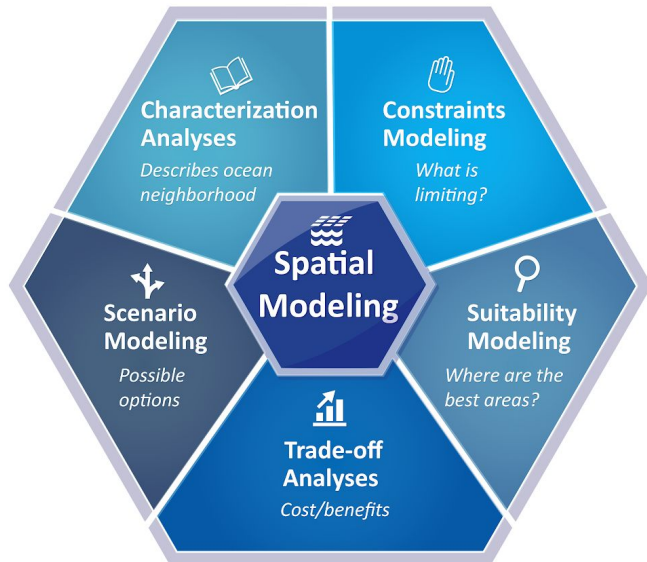 Characterization
Analyses
Describes ocean
neighborhood
Constraints
Modeling
What is
limiting?
Spatial
Modeling
Scenario
Modeling
Possible
options
Suitability
Modeling
Where are the
best areas?
Trade-off
Analyses
Cost/benefits